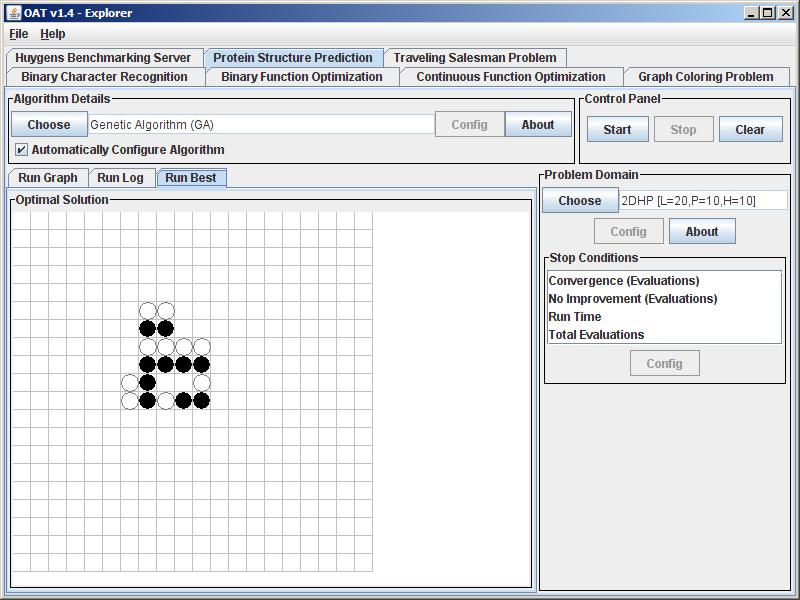 OAT v1.4 - Explorer
File Help
Huygens Benchmarking Server Protein Structure Prediction Traveling Salesman Problem
Binary Character Recognition Binary Function Optimization Continuous Function Optimization Graph Coloring Problem
Algorithm Details
Choose Genetic Algorithm (GA) Config About
Automatically Configure Algorithm
Control Panel
Start Stop Clear
Run Graph Run Log Run Best
Optimal Solution
Problem Domain
Choose 2DHP [L=20,P=10,H=10]
Config About
Stop Conditions
Convergence (Evaluations)
No Improvement (Evaluations)
Run Time
Total Evaluations
Config